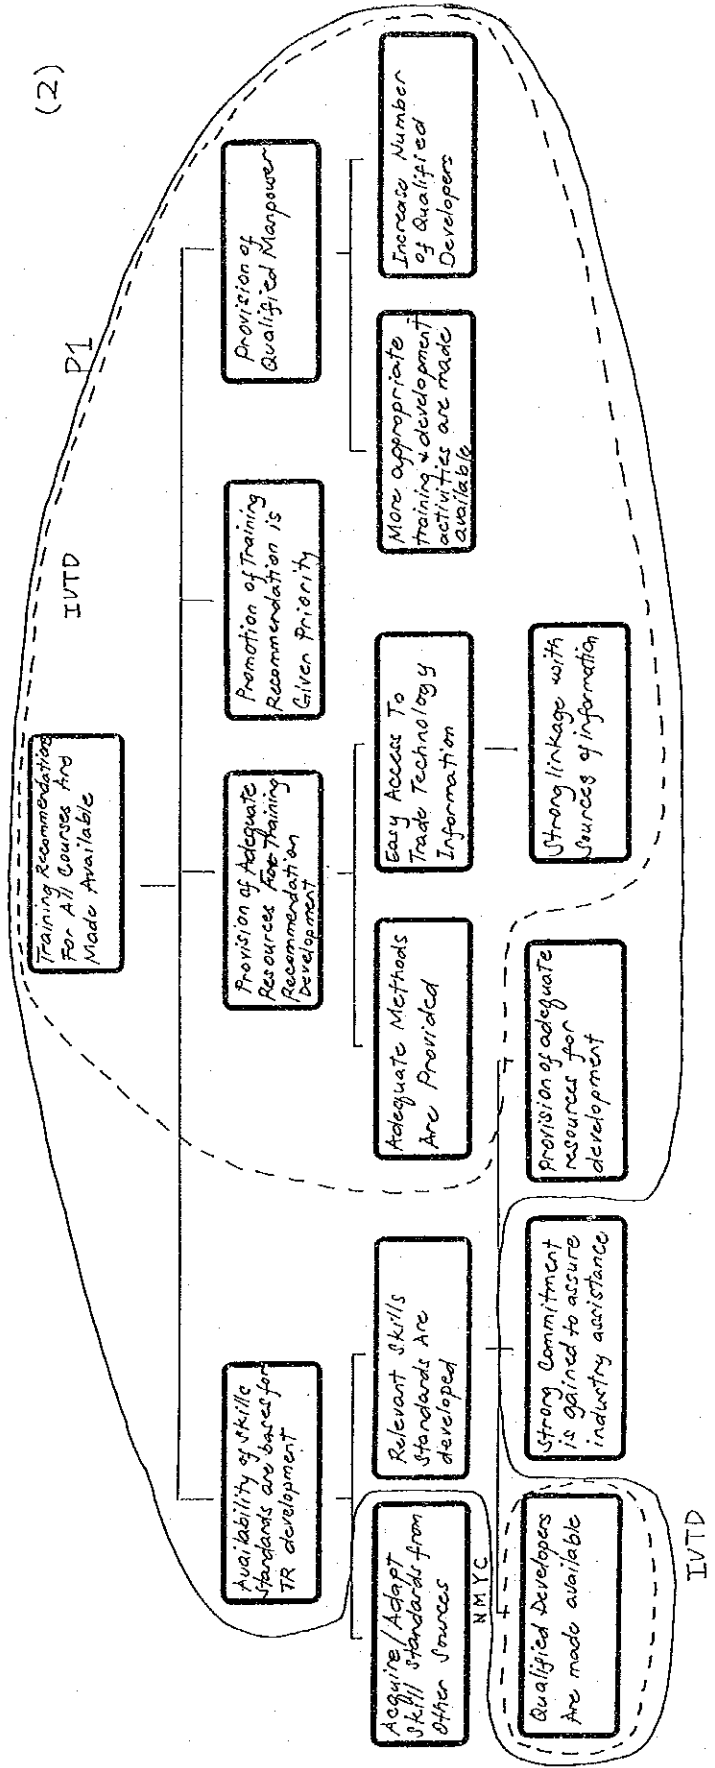 (2)
P1
IVTD
Training Recommendations
For All Courses Are
Made Available
Availability of Skills
Standards are bases for
TR development
Provision of Adequate
Resources For Training
Recommendation
Development
Promotion of Training
Recommendation is
Given Priority
Provision of
Qualified Manpower
Acquire/Adapt
Skill Standards from
Other Sources
NMYC
Relevant Skills
Standards Are
developed
Adequate Methods
Are Provided
Easy Access To
Trade Technology
Information
More appropriate
training & development
activities are made
available
Increase Number
of Qualified
Developers
Qualified Developers
Are made available
Strong Commitment
is gained to assure
industry assistance
Provision of adequate
resources for
development
Strong linkage with
Sources of information
IVTD